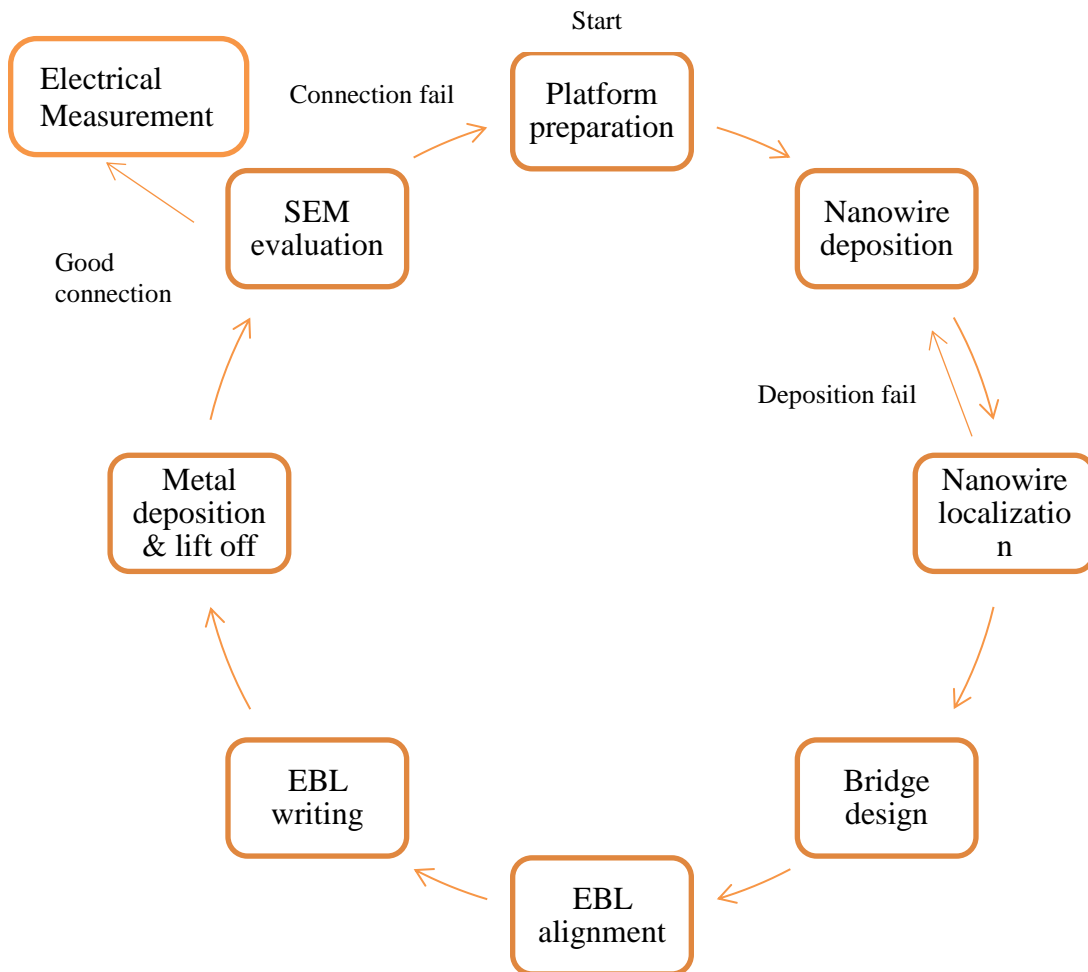 Start
Platform
preparation
Connection fail
Electrical
Measurement
SEM
evaluation
Good
connection
Nanowire
deposition
Deposition fail
Nanowire
localizatio
n
Bridge
design
EBL
alignment
EBL
writing
Metal
deposition
& lift off